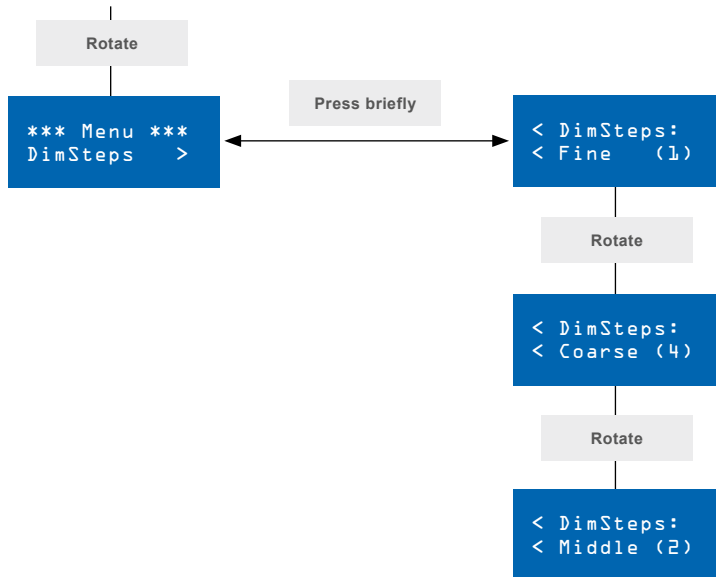 Rotate
*** Menu ***
DimSteps >
Press briefly
< DimSteps:
< Fine (1)
Rotate
< DimSteps:
< Coarse (4)
Rotate
< DimSteps:
< Middle (2)